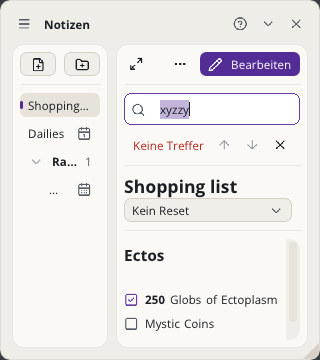 Notizen
Bearbeiten
Shopping...
Dailies
Ra... 1
...
xyzzy
Keine Treffer
Shopping list
Kein Reset
Ectos
250 Globs of Ectoplasm
Mystic Coins